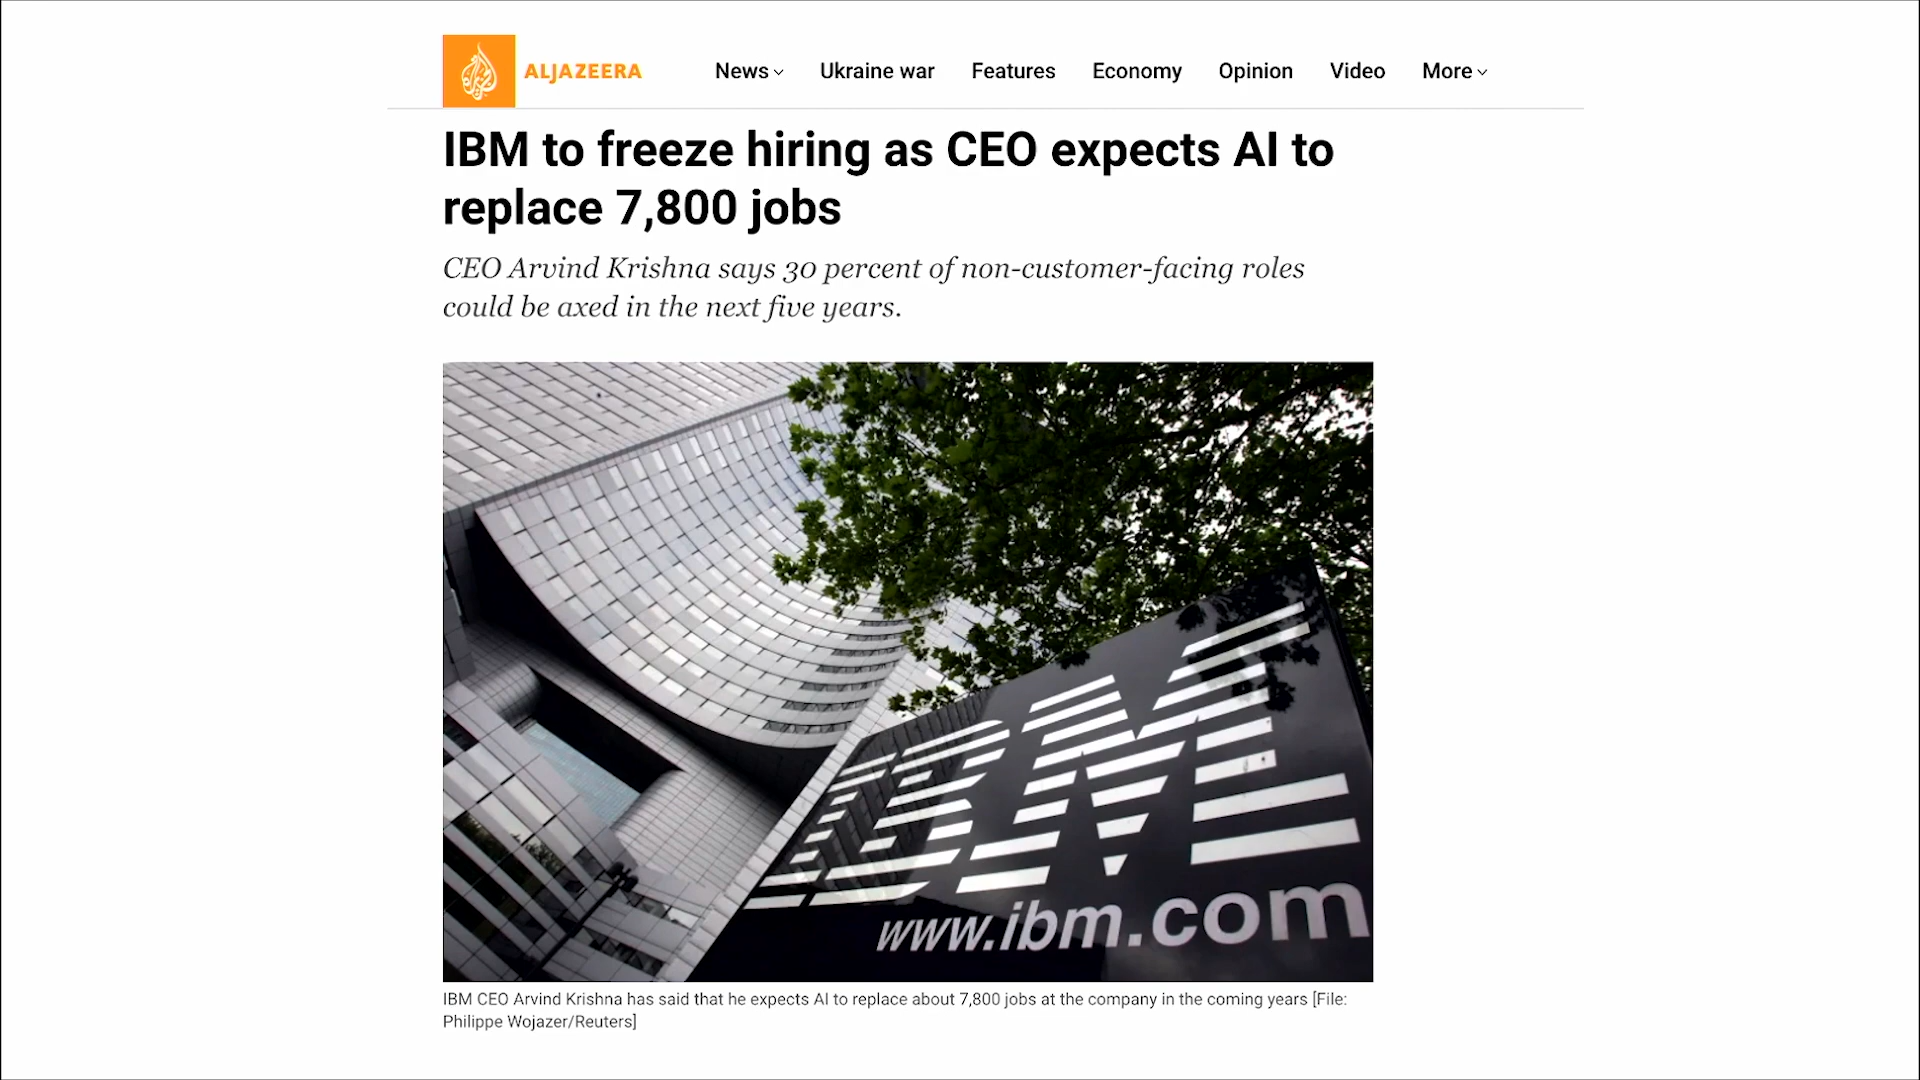 ALJAZEERA
News Ukraine war Features Economy Opinion Video More
IBM to freeze hiring as CEO expects AI to
replace 7,800 jobs
CEO Arvind Krishna says 30 percent of non-customer-facing roles
could be axed in the next five years.
IBM
www.ibm.com
IBM CEO Arvind Krishna has said that he expects AI to replace about 7,800 jobs at the company in the coming years [File:
Philippe Wojazer/Reuters]